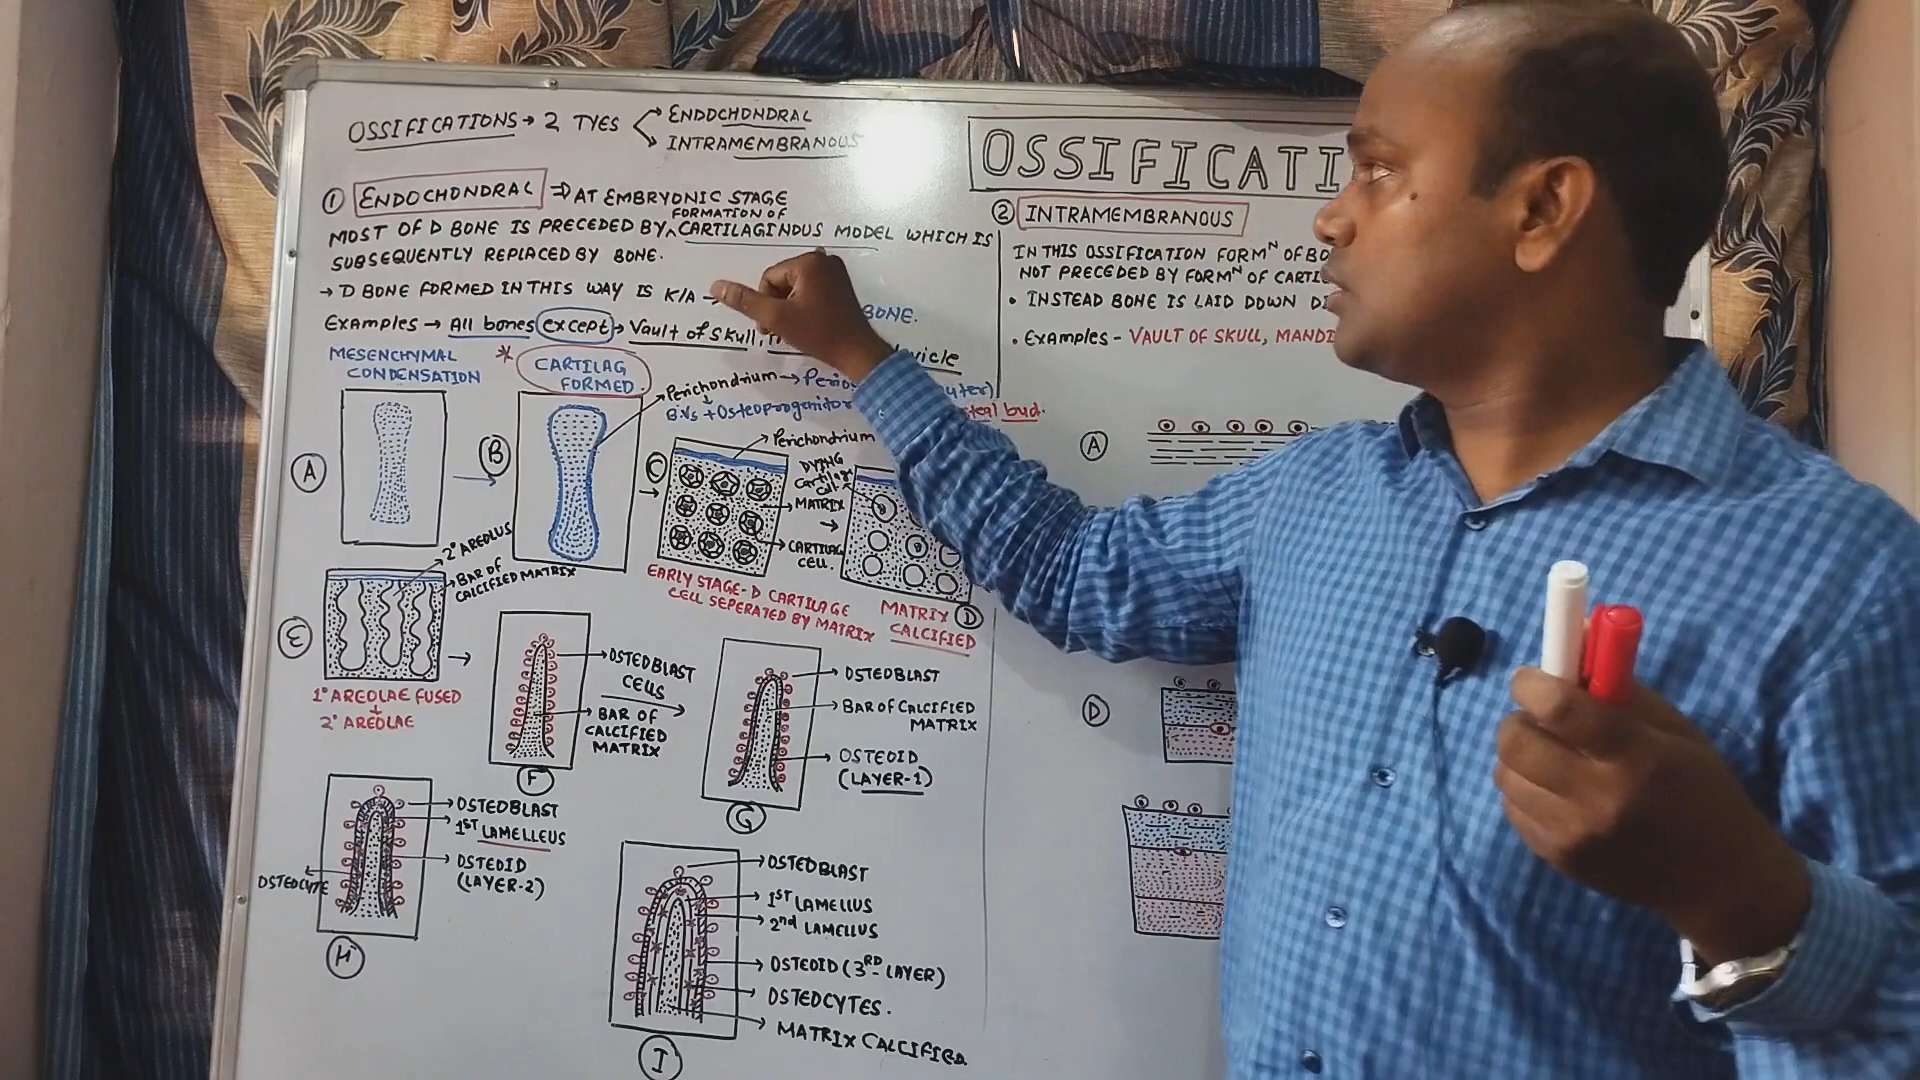 OSSIFICATIONS → 2 TYES
ENDOCHONDRAL
INTRAMEMBRANOUS
① ENDOCHONDRAL ⇒ AT EMBRYONIC STAGE
MOST OF D BONE IS PRECEDED BY ^ FORMATION OF CARTILAGINOUS MODEL WHICH IS
SUBSEQUENTLY REPLACED BY BONE.
→ D BONE FORMED IN THIS WAY IS K/A →
BONE.
Examples → All bones except → Vault of Skull,
MESENCHYMAL
CONDENSATION
* CARTILAG
FORMED.
Perichondrium →
B.Vs + Osteoprogenitor
bud.
A
B
C
Perichondrium
DYING
Cartilage
Cell
MATRIX
CARTILAG
CELL.
EARLY STAGE - D CARTILAGE
CELL SEPERATED BY MATRIX
MATRIX
CALCIFIED
D
2° AREOLUS
BAR OF
CALCIFIED MATRIX
E
1° AREOLAE FUSED
↓
2° AREOLAE
OSTEOBLAST
CELLS
BAR OF
CALCIFIED
MATRIX
F
OSTEOBLAST
BAR OF CALCIFIED
MATRIX
OSTEOID
(LAYER-1)
G
OSTEOBLAST
1ST LAMELLEUS
OSTEOID
(LAYER-2)
OSTEOCYTE
H
OSTEOBLAST
1ST LAMELLUS
2nd LAMELLUS
OSTEOID (3RD - LAYER)
OSTEOCYTES.
MATRIX CALCIFIED
I
OSSIFICATI
② INTRAMEMBRANOUS
IN THIS OSSIFICATION FORMN OF BO
NOT PRECEDED BY FORMN OF CARTI
• INSTEAD BONE IS LAID DOWN DI
• Examples - VAULT OF SKULL, MANDI
A
D